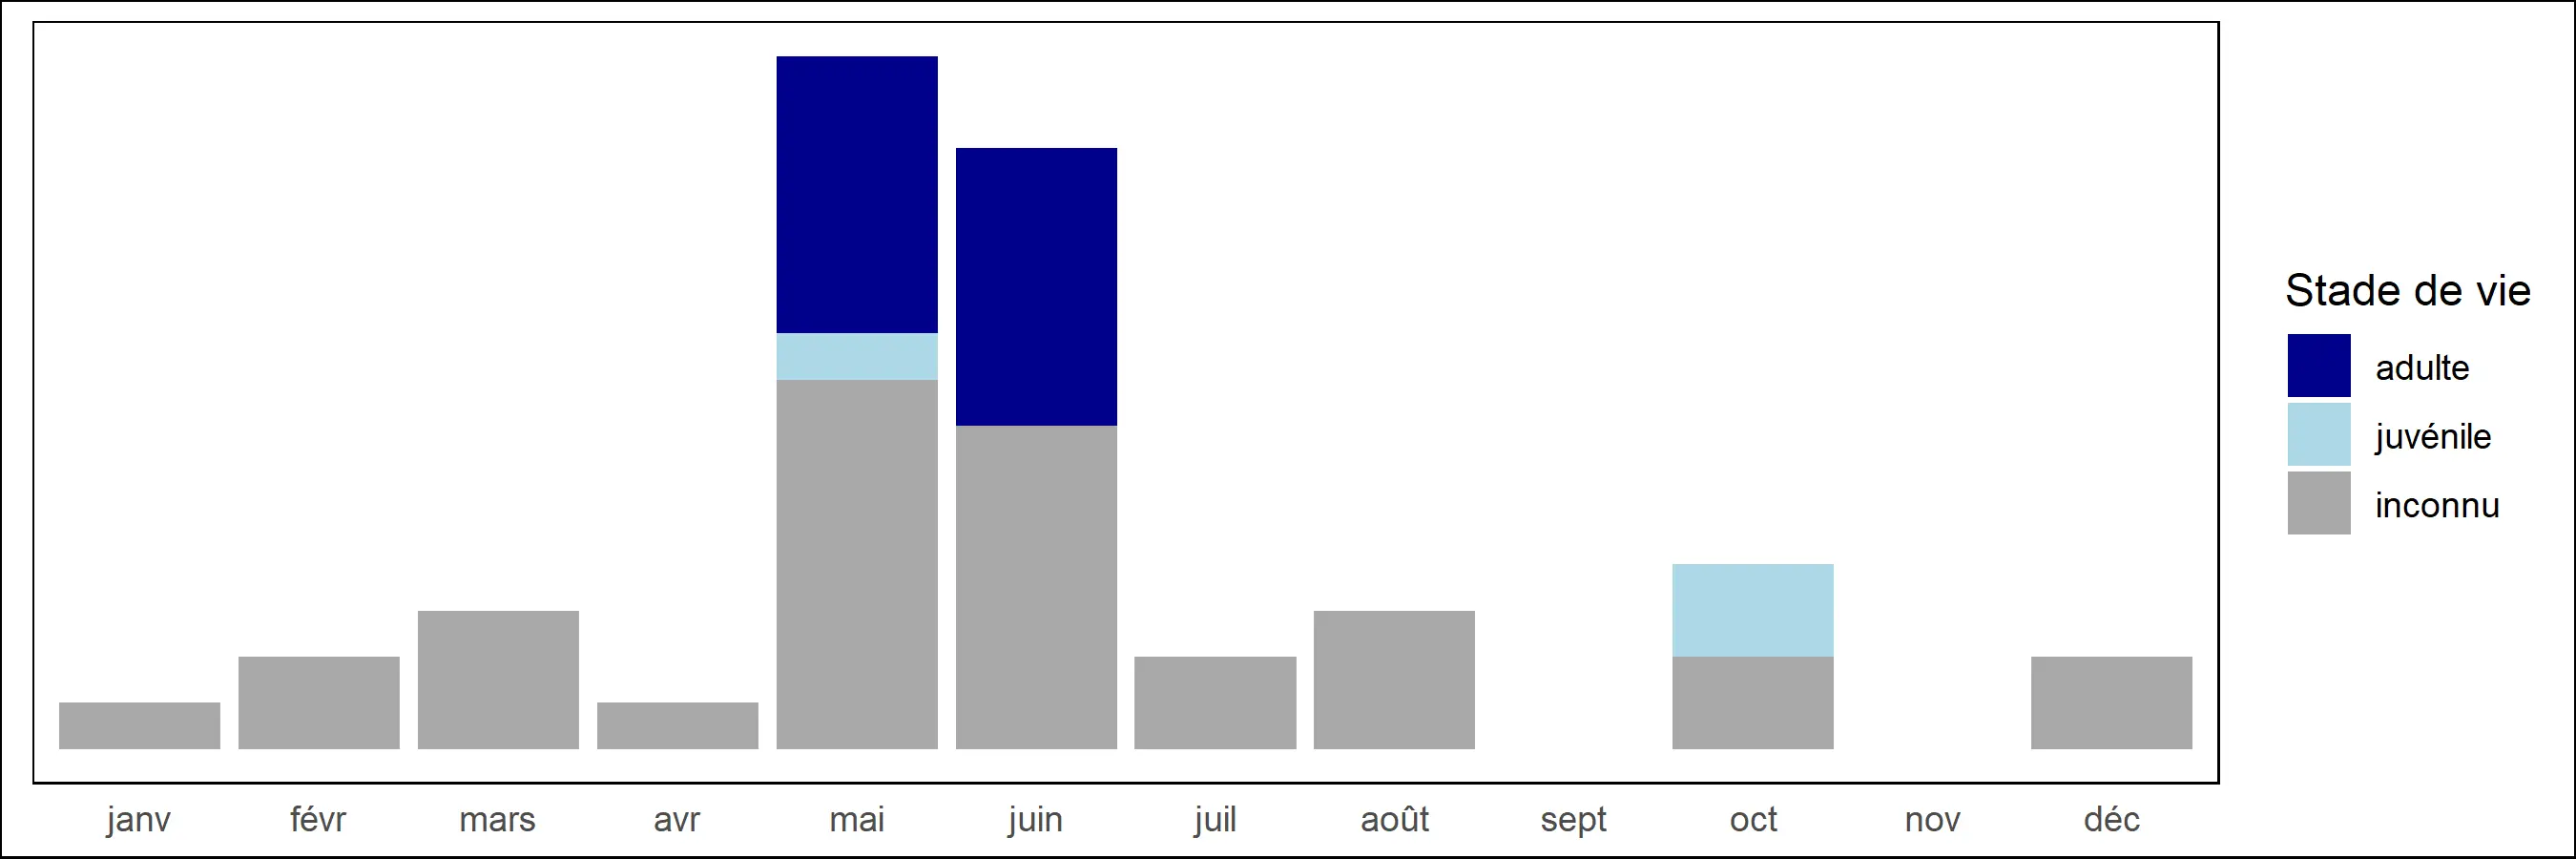 Stade de vie
adulte
juvénile
inconnu
janv févr mars avr mai juin juil août sept oct nov déc